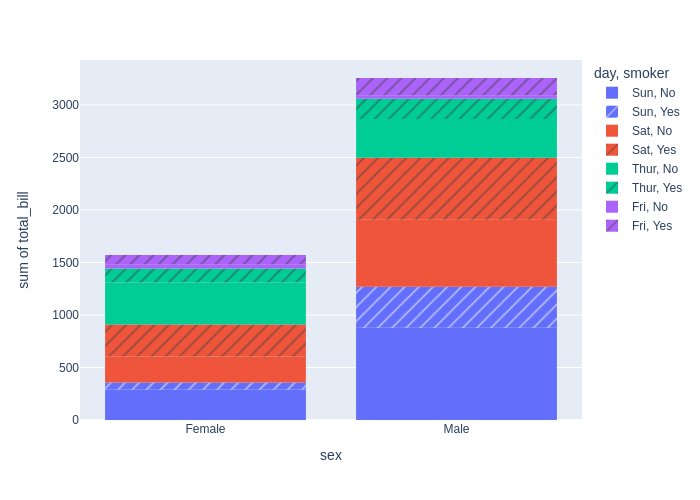 day, smoker
Sun, No
Sun, Yes
Sat, No
Sat, Yes
Thur, No
Thur, Yes
Fri, No
Fri, Yes
sum of total_bill
3000
2500
2000
1500
1000
500
0
Female
Male
sex